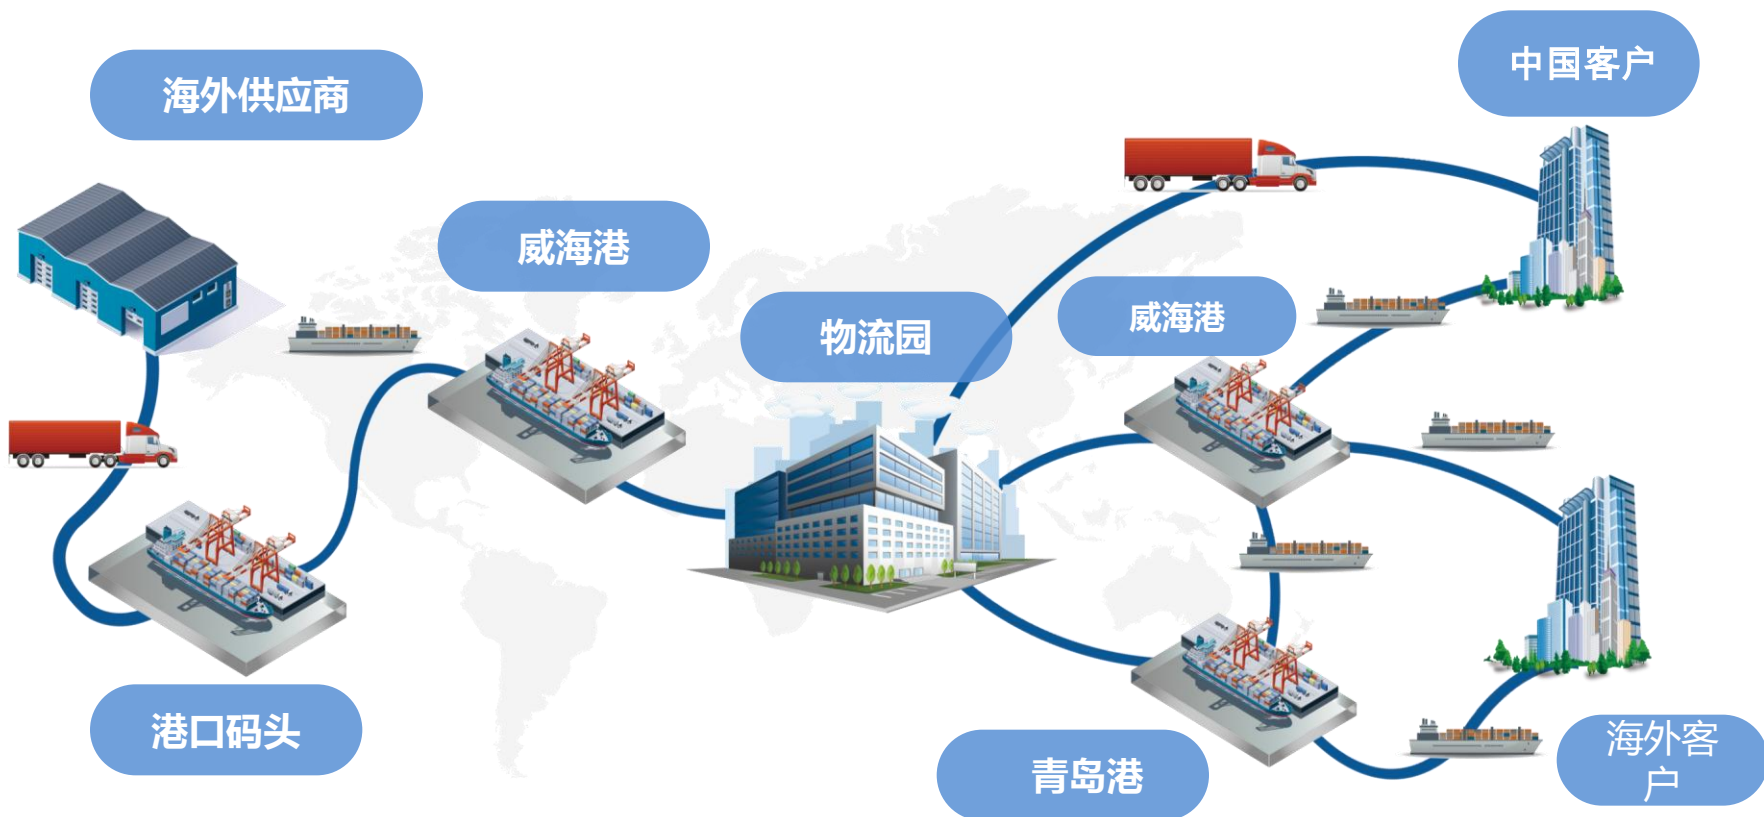 中国客户
海外供应商
威海港
威海港
物流园
港口码头
青岛港
海外客
户